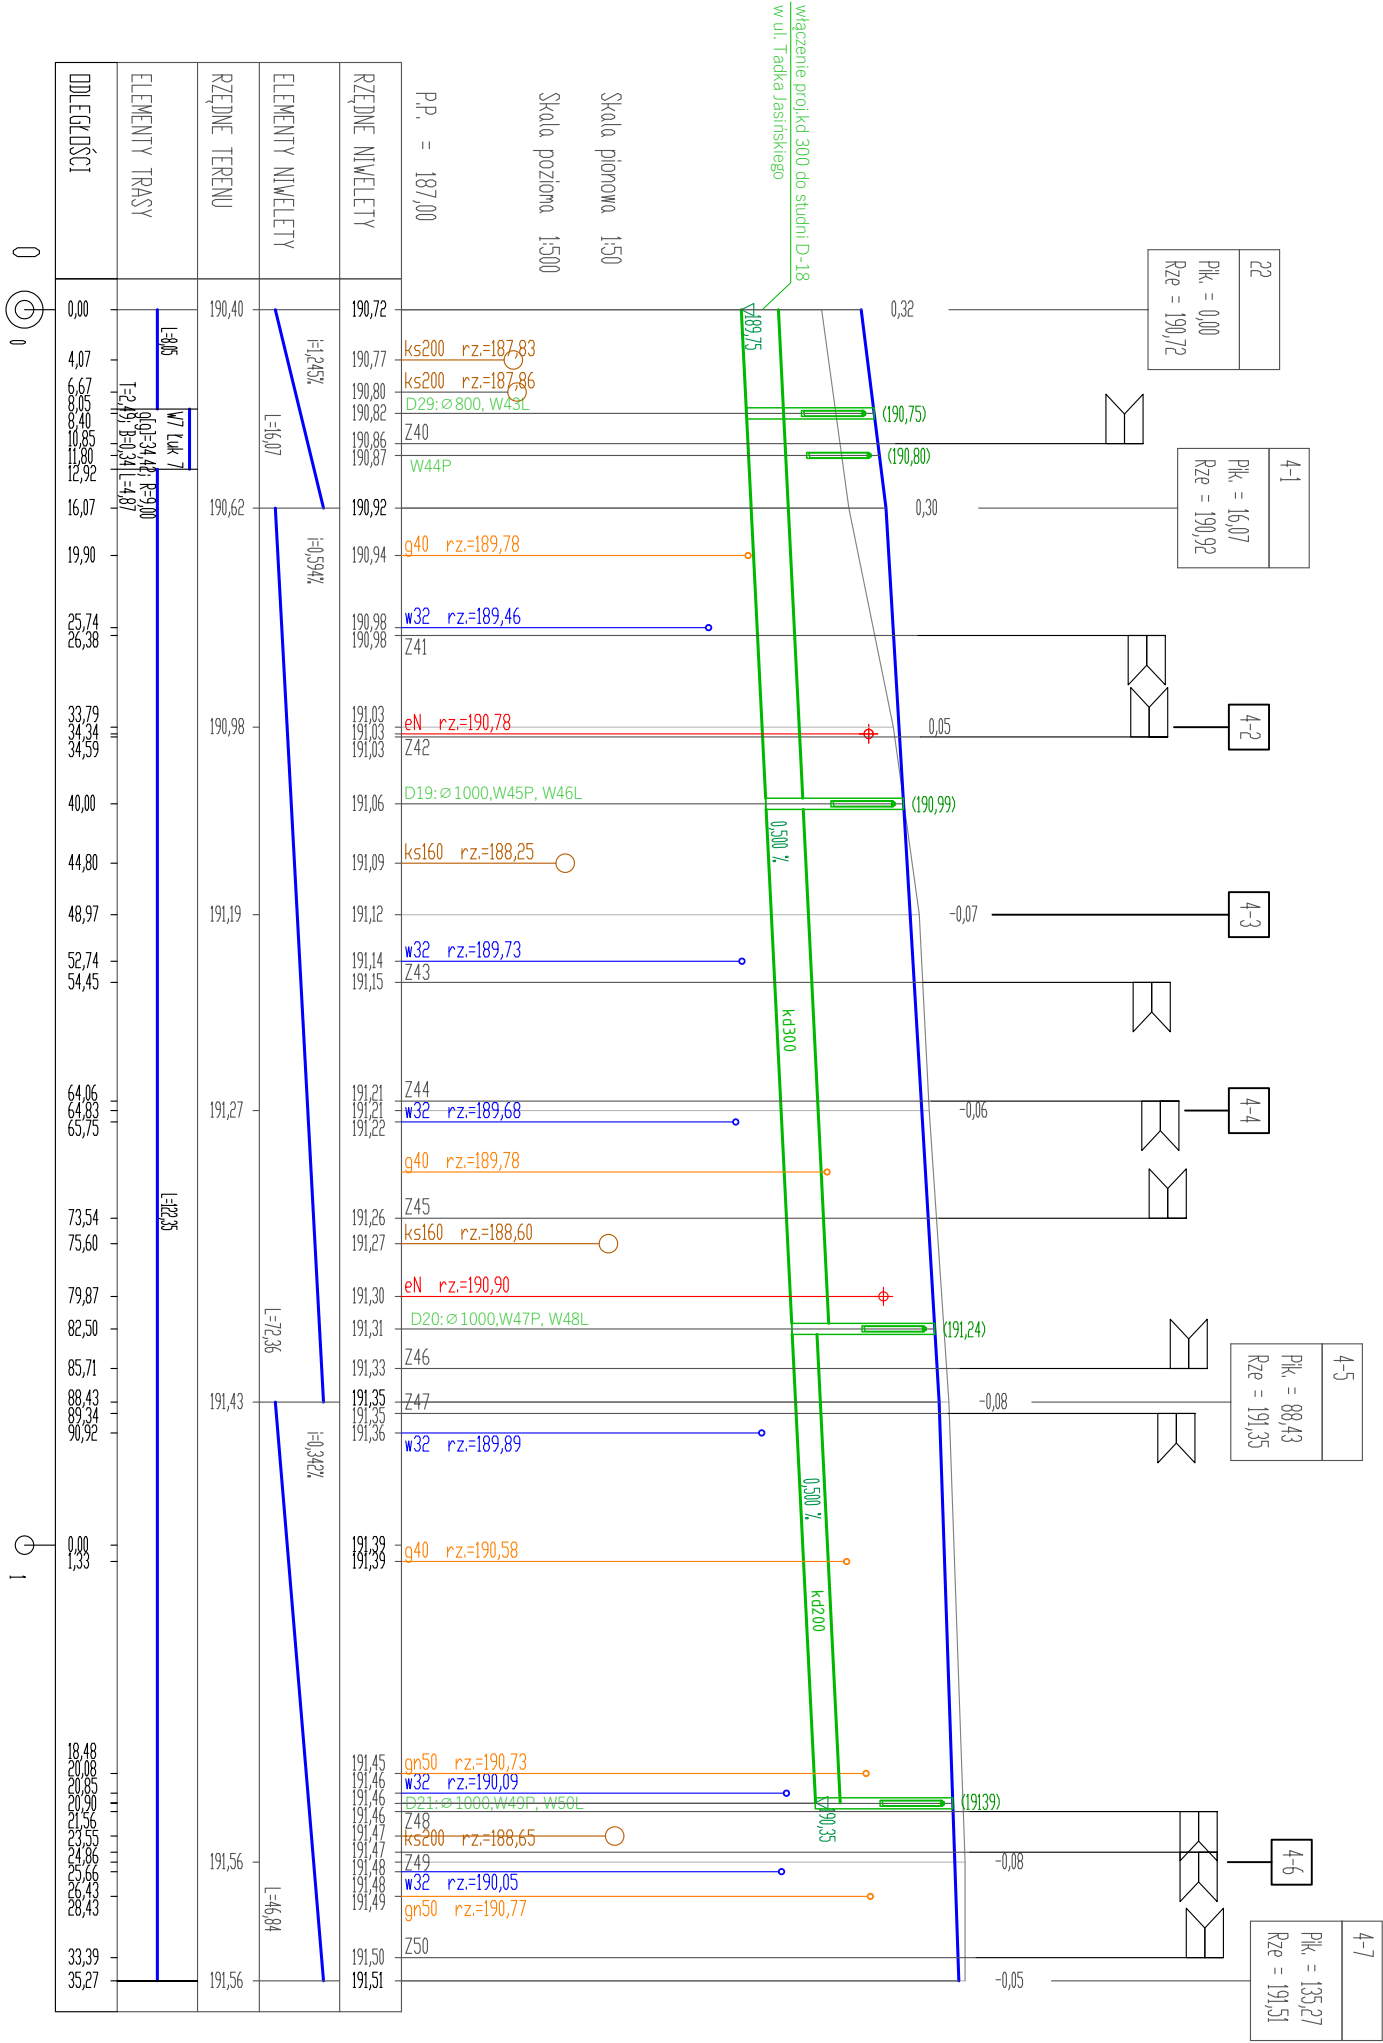 włączenie proj.kd 300 do studni D-18
w ul. Tadka Jasińskiego
Skala pionowa 1:50
Skala pozioma 1:500
P.P. = 187,00
RZĘDNE NIWELETY
ELEMENTY NIWELETY
RZĘDNE TERENU
ELEMENTY TRASY
ODLEGŁOŚCI
22
Pik. = 0,00
Rze = 190,72
4-1
Pik. = 16,07
Rze = 190,92
4-2
4-3
4-4
4-5
Pik. = 88,43
Rze = 191,35
4-6
4-7
Pik. = 135,27
Rze = 191,51
0,32
0,30
0,05
-0,07
-0,06
-0,08
-0,08
-0,05
(190,75)
(190,80)
(190,99)
(191,24)
(19139)
189,75
0,500 %
kd300
0,500 %
kd200
190,35
ks200 rz.=187,83
ks200 rz.=187,86
D29: Ø 800, W43L
Z40
W44P
g40 rz.=189,78
w32 rz.=189,46
Z41
eN rz.=190,78
Z42
D19: Ø 1000,W45P, W46L
ks160 rz.=188,25
w32 rz.=189,73
Z43
Z44
w32 rz.=189,68
g40 rz.=189,78
Z45
ks160 rz.=188,60
eN rz.=190,90
D20: Ø 1000,W47P, W48L
Z46
Z47
w32 rz.=189,89
g40 rz.=190,58
gn50 rz.=190,73
w32 rz.=190,09
D21: Ø 1000,W49P, W50L
Z48
ks200 rz.=188,65
Z49
w32 rz.=190,05
gn50 rz.=190,77
Z50
190,72
190,77
190,80
190,82
190,86
190,87
190,92
190,94
190,98
190,98
191,03
191,03
191,03
191,06
191,09
191,12
191,14
191,15
191,21
191,21
191,22
191,26
191,27
191,30
191,31
191,33
191,35
191,35
191,36
191,39
191,39
191,45
191,46
191,46
191,46
191,47
191,47
191,48
191,48
191,49
191,50
191,51
i=1,245%
L=16,07
i=0,594%
L=72,36
i=0,342%
L=46,84
190,40
190,62
190,98
191,19
191,27
191,43
191,56
191,56
L=8,05
W7 Łuk 7
g[g]=34,42; R=9,00
T=2,49; B=0,34 L=4,87
L=122,35
0,00
4,07
6,67
8,05
8,40
10,85
11,80
12,92
16,07
19,90
25,74
26,38
33,79
34,34
34,59
40,00
44,80
48,97
52,74
54,45
64,06
64,83
65,75
73,54
75,60
79,87
82,50
85,71
88,43
89,34
90,92
0,00
1,33
18,48
20,08
20,85
20,90
21,56
23,55
24,86
25,66
26,43
28,43
33,39
35,27
0
0
1